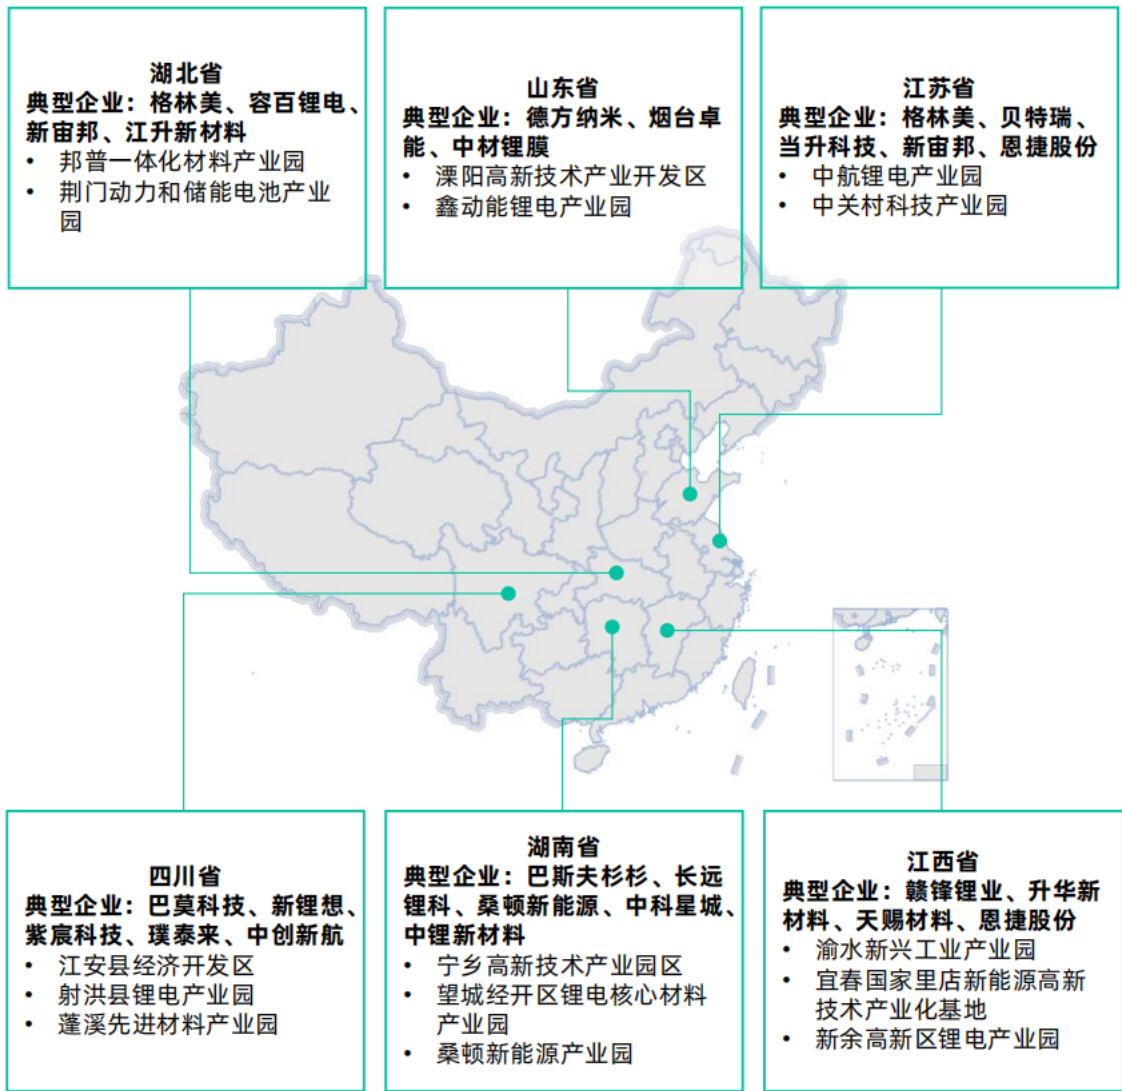 湖北省
典型企业：格林美、容百锂电、
新宙邦、江升新材料
• 邦普一体化材料产业园
• 荆门动力和储能电池产业
园
山东省
典型企业：德方纳米、烟台卓
能、中材锂膜
• 溧阳高新技术产业开发区
• 鑫动能锂电产业园
江苏省
典型企业：格林美、贝特瑞、
当升科技、新宙邦、恩捷股份
• 中航锂电产业园
• 中关村科技产业园
四川省
典型企业：巴莫科技、新锂想、
紫宸科技、璞泰来、中创新航
• 江安县经济开发区
• 射洪县锂电产业园
• 蓬溪先进材料产业园
湖南省
典型企业：巴斯夫杉杉、长远
锂科、桑顿新能源、中科星城、
中锂新材料
• 宁乡高新技术产业园区
• 望城经开区锂电核心材料
产业园
• 桑顿新能源产业园
江西省
典型企业：赣锋锂业、升华新
材料、天赐材料、恩捷股份
• 渝水新兴工业产业园
• 宜春国家里店新能源高新
技术产业化基地
• 新余高新区锂电产业园